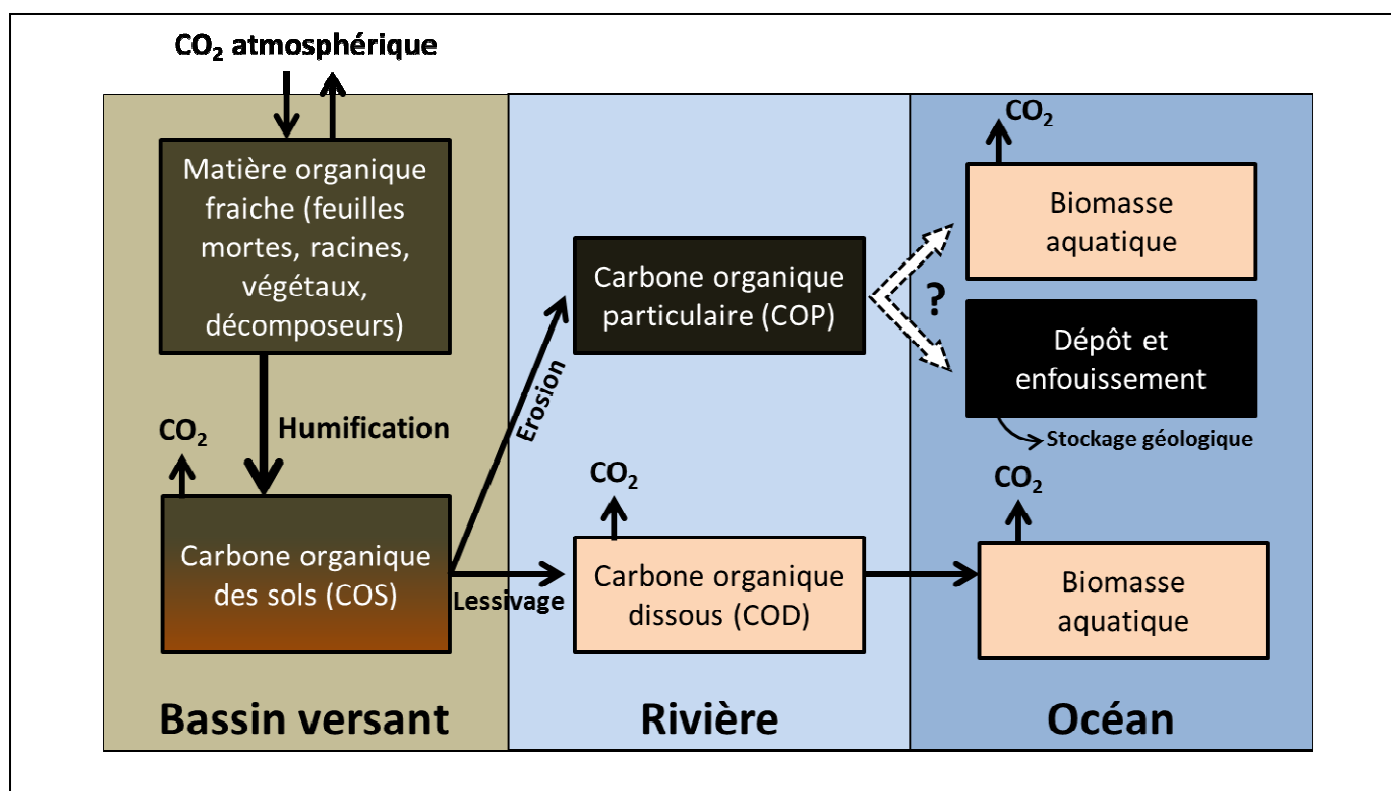 CO₂ atmosphérique
Matière organique
fraiche (feuilles
mortes, racines,
végétaux,
décomposeurs)
CO₂
Humification
Carbone organique
des sols (COS)
Bassin versant
Erosion
Lessivage
Carbone organique
particulaire (COP)
CO₂
Carbone organique
dissous (COD)
Rivière
?
CO₂
Biomasse
aquatique
Dépôt et
enfouissement
Stockage géologique
CO₂
Biomasse
aquatique
Océan